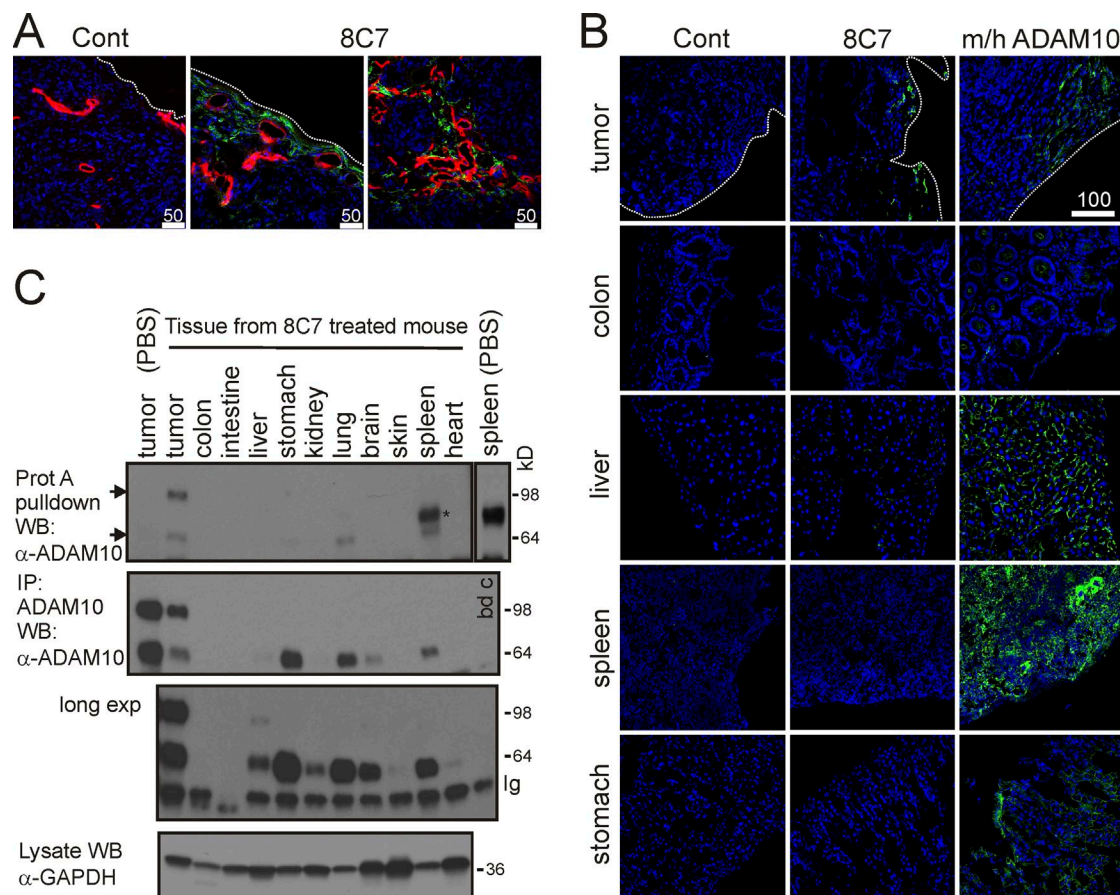 A
Cont
8C7
50
50
50
B
Cont
8C7
m/h ADAM10
tumor
100
colon
liver
spleen
stomach
C
Tissue from 8C7 treated mouse
tumor (PBS)
tumor
colon
intestine
liver
stomach
kidney
lung
brain
skin
spleen
heart
spleen (PBS)
kD
Prot A
pulldown
WB:
α-ADAM10
*
-98
-64
IP:
ADAM10
WB:
α-ADAM10
bd c
-98
-64
long exp
-98
-64
Ig
Lysate WB
α-GAPDH
-36